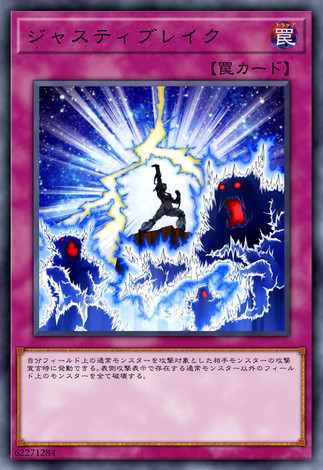 ジャスティブレイク
トラップ
罠
【罠カード】
自分フィールド上の通常モンスターを攻撃対象とした相手モンスターの攻撃
宣言時に発動できる。表側攻撃表示で存在する通常モンスター以外のフィール
ド上のモンスターを全て破壊する。
62271284